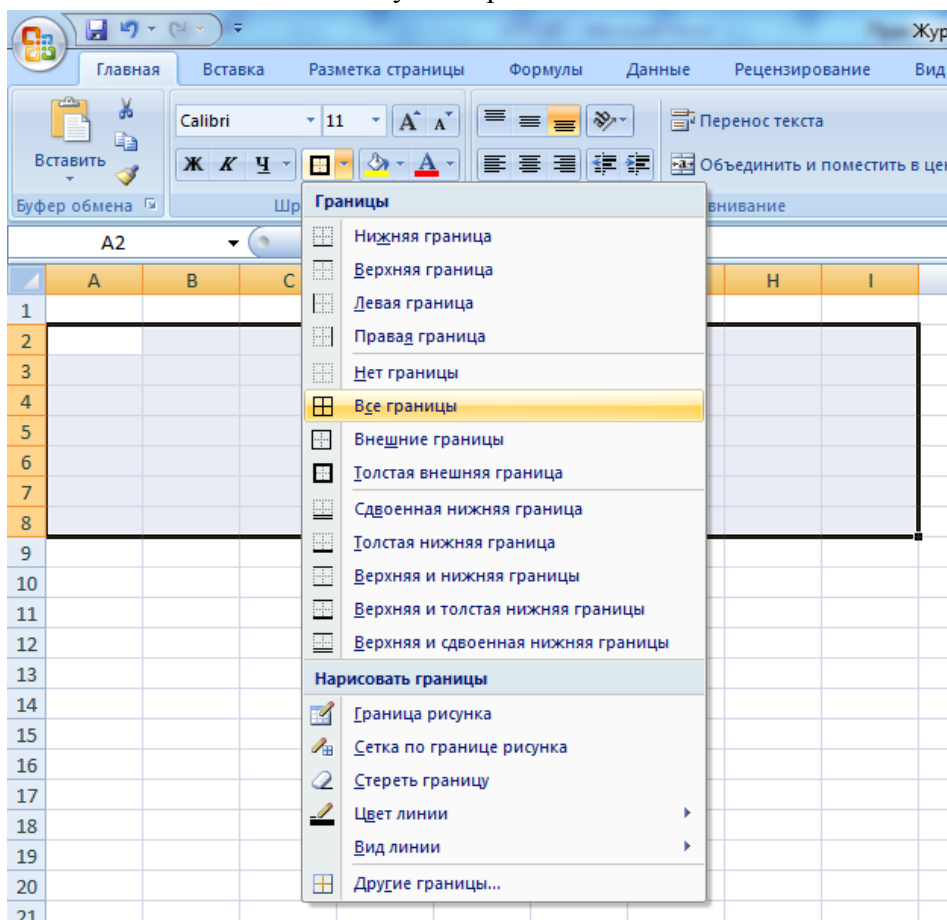 Жур
Главная Вставка Разметка страницы Формулы Данные Рецензирование Вид
Calibri 11 A A Перенос текста
Вставить Ж К Ч A Объединить и поместить в це
Буфер обмена
A2
Границы
Нижняя граница
Верхняя граница
Левая граница
Правая граница
Нет границы
Все границы
Внешние границы
Толстая внешняя граница
Сдвоенная нижняя граница
Толстая нижняя граница
Верхняя и нижняя границы
Верхняя и толстая нижняя границы
Верхняя и сдвоенная нижняя границы
Нарисовать границы
Граница рисунка
Сетка по границе рисунка
Стереть границу
Цвет линии
Вид линии
Другие границы...
A B C H I
1
2
3
4
5
6
7
8
9
10
11
12
13
14
15
16
17
18
19
20
21